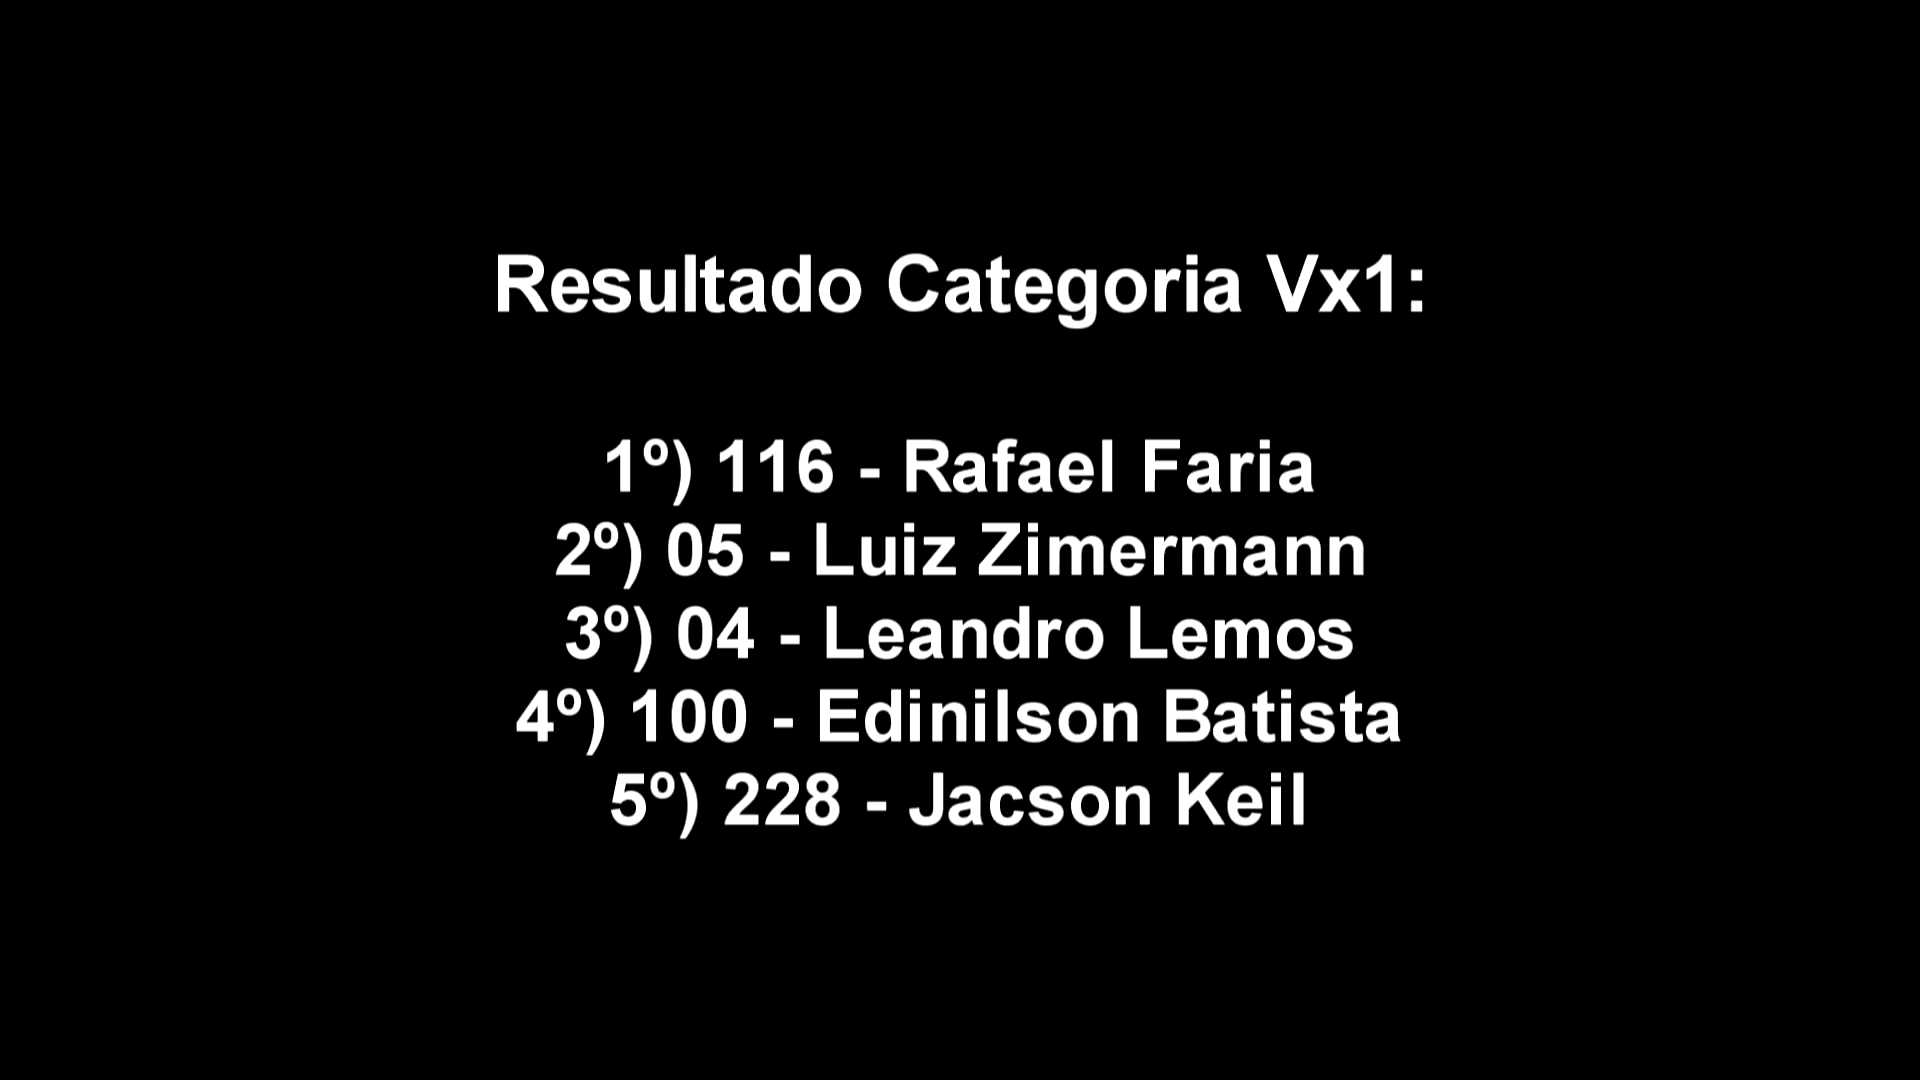 Resultado Categoria Vx1:
1º) 116 - Rafael Faria
2º) 05 - Luiz Zimermann
3º) 04 - Leandro Lemos
4º) 100 - Edinilson Batista
5º) 228 - Jacson Keil